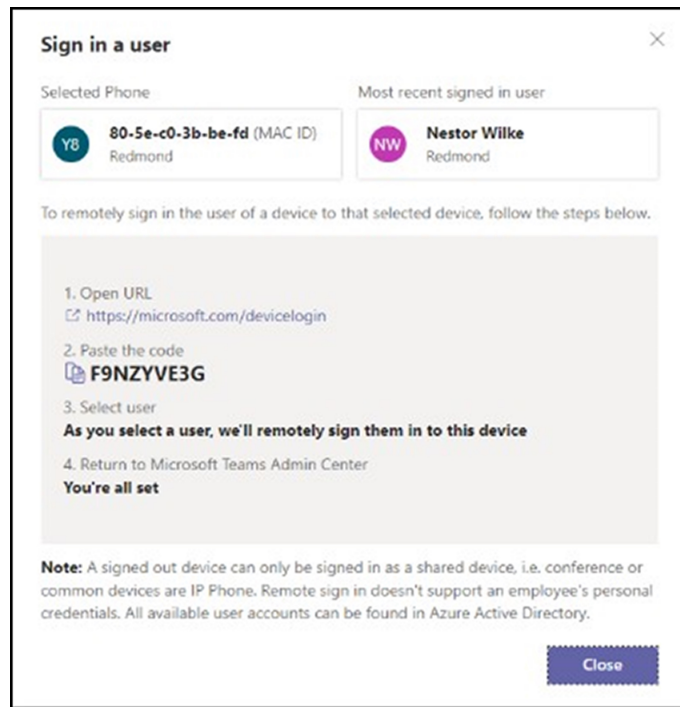 Sign in a user
Selected Phone
Most recent signed in user
Y8
80-5e-c0-3b-be-fd (MAC ID)
Redmond
NW
Nestor Wilke
Redmond
To remotely sign in the user of a device to that selected device, follow the steps below.
1. Open URL
https://microsoft.com/devicelogin
2. Paste the code
F9NZYVE3G
3. Select user
As you select a user, we'll remotely sign them in to this device
4. Return to Microsoft Teams Admin Center
You're all set
Note: A signed out device can only be signed in as a shared device, i.e. conference or
common devices are IP Phone. Remote sign in doesn't support an employee's personal
credentials. All available user accounts can be found in Azure Active Directory.
Close